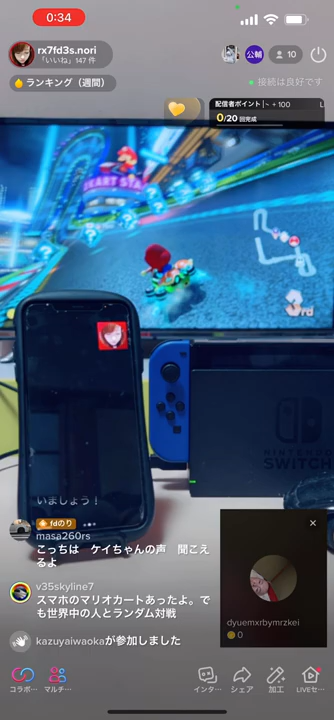 0:34
rx7fd3s.nori
「いいね」147 件
公輔
10
ランキング（週間）
接続は良好です
配信者ポイント
+ 100
0/20 回完成
3rd
NINTENDO
SWITCH
いましょう！
fdのり
masa260rs
こっちは　ケイちゃんの声　聞こえ
るよ
v35skyline7
スマホのマリオカートあったよ。で
も世界中の人とランダム対戦
kazuyaiwaokaが参加しました
dyuemxrbymrzkei
0
コラボ…
マルチ…
インタ…
シェア
加工
LIVEセ…